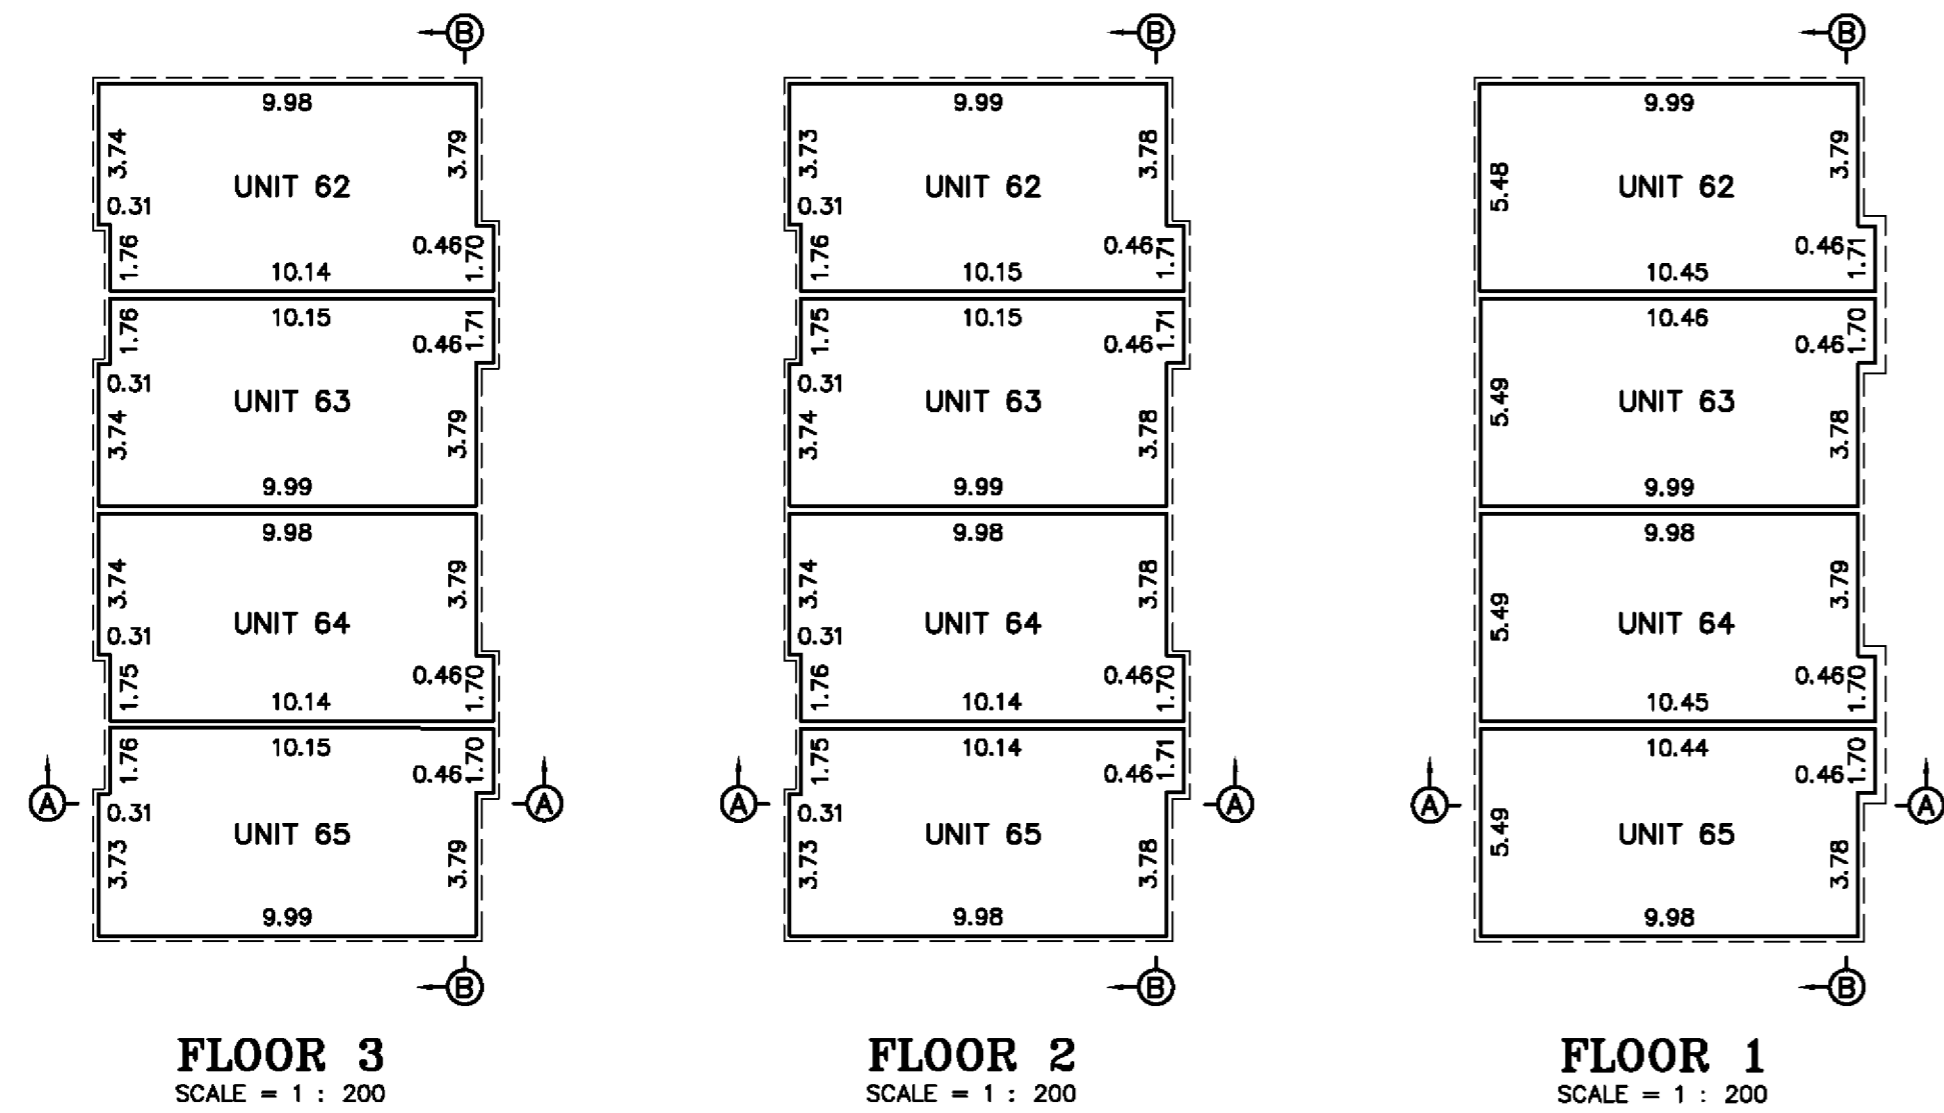 B
9.98
3.74
3.79
UNIT 62
0.31
0.46
1.76
1.70
10.14
10.15
1.76
1.71
0.46
0.31
UNIT 63
3.74
3.79
9.99
9.98
3.74
3.79
UNIT 64
0.31
0.46
1.75
1.70
10.14
10.15
1.76
1.70
0.46
A
A
0.31
UNIT 65
3.73
3.79
9.99
B
FLOOR 3
SCALE = 1 : 200
B
9.99
3.73
3.78
UNIT 62
0.31
0.46
1.76
1.71
10.15
10.15
1.75
1.71
0.46
0.31
UNIT 63
3.74
3.78
9.99
9.98
3.74
3.78
UNIT 64
0.31
0.46
1.76
1.70
10.14
10.14
1.75
1.71
0.46
A
A
0.31
UNIT 65
3.73
3.78
9.98
B
FLOOR 2
SCALE = 1 : 200
B
9.99
3.79
5.48
UNIT 62
0.46
1.71
10.45
10.46
1.70
0.46
5.49
UNIT 63
3.78
9.99
9.98
3.79
5.49
UNIT 64
0.46
1.70
10.45
10.44
1.70
0.46
A
A
5.49
UNIT 65
3.78
9.98
B
FLOOR 1
SCALE = 1 : 200